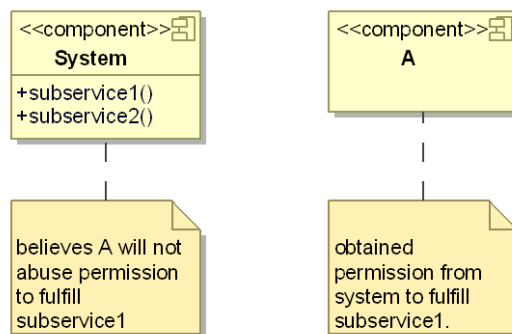 <<component>>
System
+subservice1()
+subservice2()
believes A will not
abuse permission
to fulfill
subservice1
<<component>>
A
obtained
permission from
system to fulfill
subservice1.